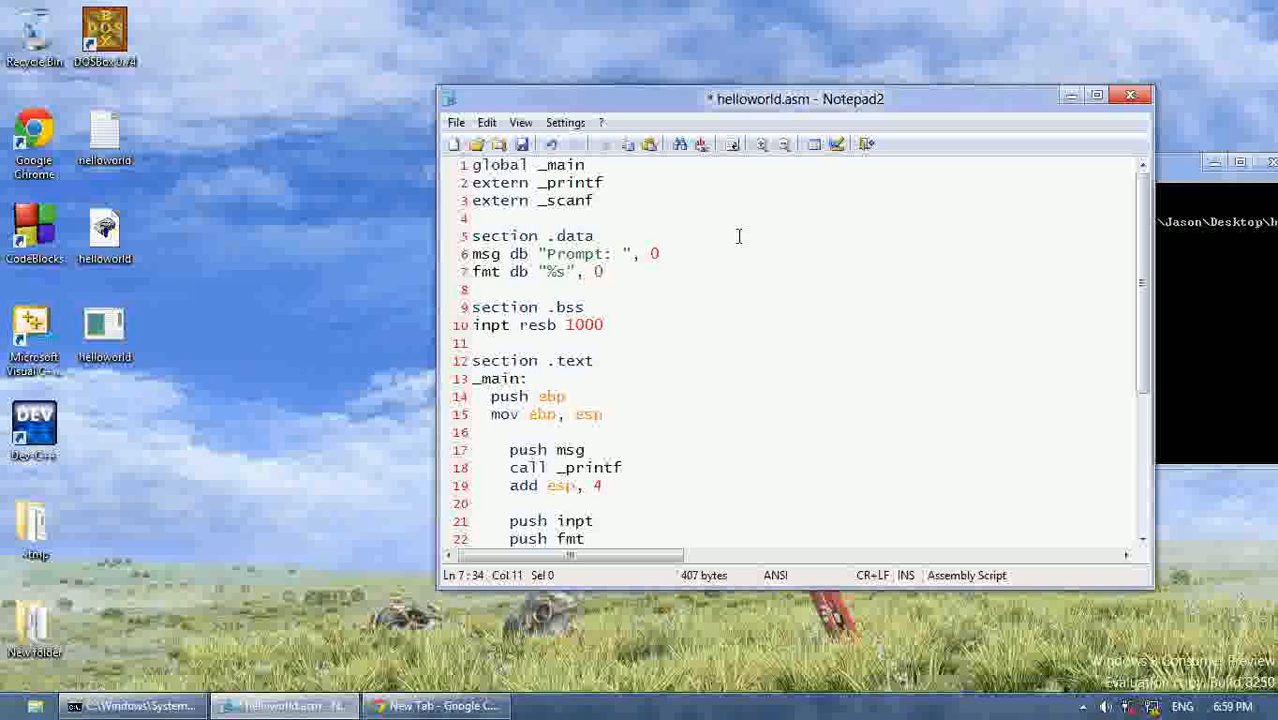 Recycle Bin
DOSBox 0.74
Google Chrome
helloworld
CodeBlocks
helloworld
Microsoft Visual C++...
helloworld
DEV
Dev-C++
New folder
* helloworld.asm - Notepad2
File Edit View Settings ?
1 global _main
2 extern _printf
3 extern _scanf
4
5 section .data
6 msg db "Prompt: ", 0
7 fmt db "%s", 0
8
9 section .bss
10 inpt resb 1000
11
12 section .text
13 _main:
14 push ebp
15 mov ebp, esp
16
17 push msg
18 call _printf
19 add esp, 4
20
21 push inpt
22 push fmt
Ln 7 : 34 Col 11 Sel 0 407 bytes ANSI CR+LF INS Assembly Script
\Jason\Desktop\h
Windows 8 Consumer Preview
Evaluation copy. Build 8250
C:\Windows\System... * helloworld.asm - N... New Tab - Google C... ENG 6:59 PM